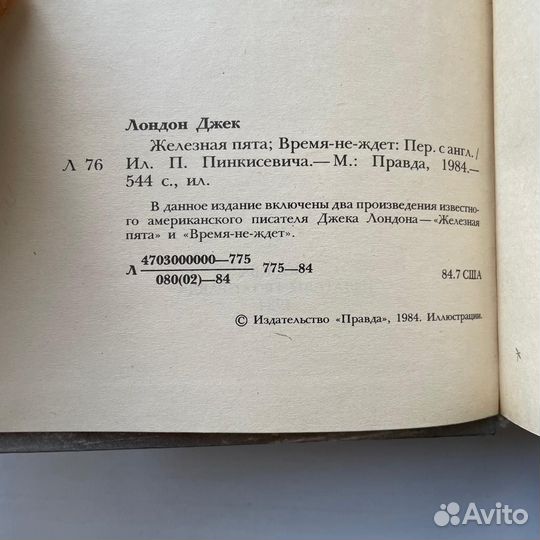 Лондон Джек
Железная пята; Время-не-ждет: Пер. с англ./
Л 76 Ил. П. Пинкисевича.— М.: Правда, 1984.—
544 с., ил.
В данное издание включены два произведения известно-
го американского писателя Джека Лондона — «Железная
пята» и «Время-не-ждет».
Л 4703000000—775
080(02)—84
775—84
84.7 США
© Издательство «Правда», 1984. Иллюстрации.
Avito